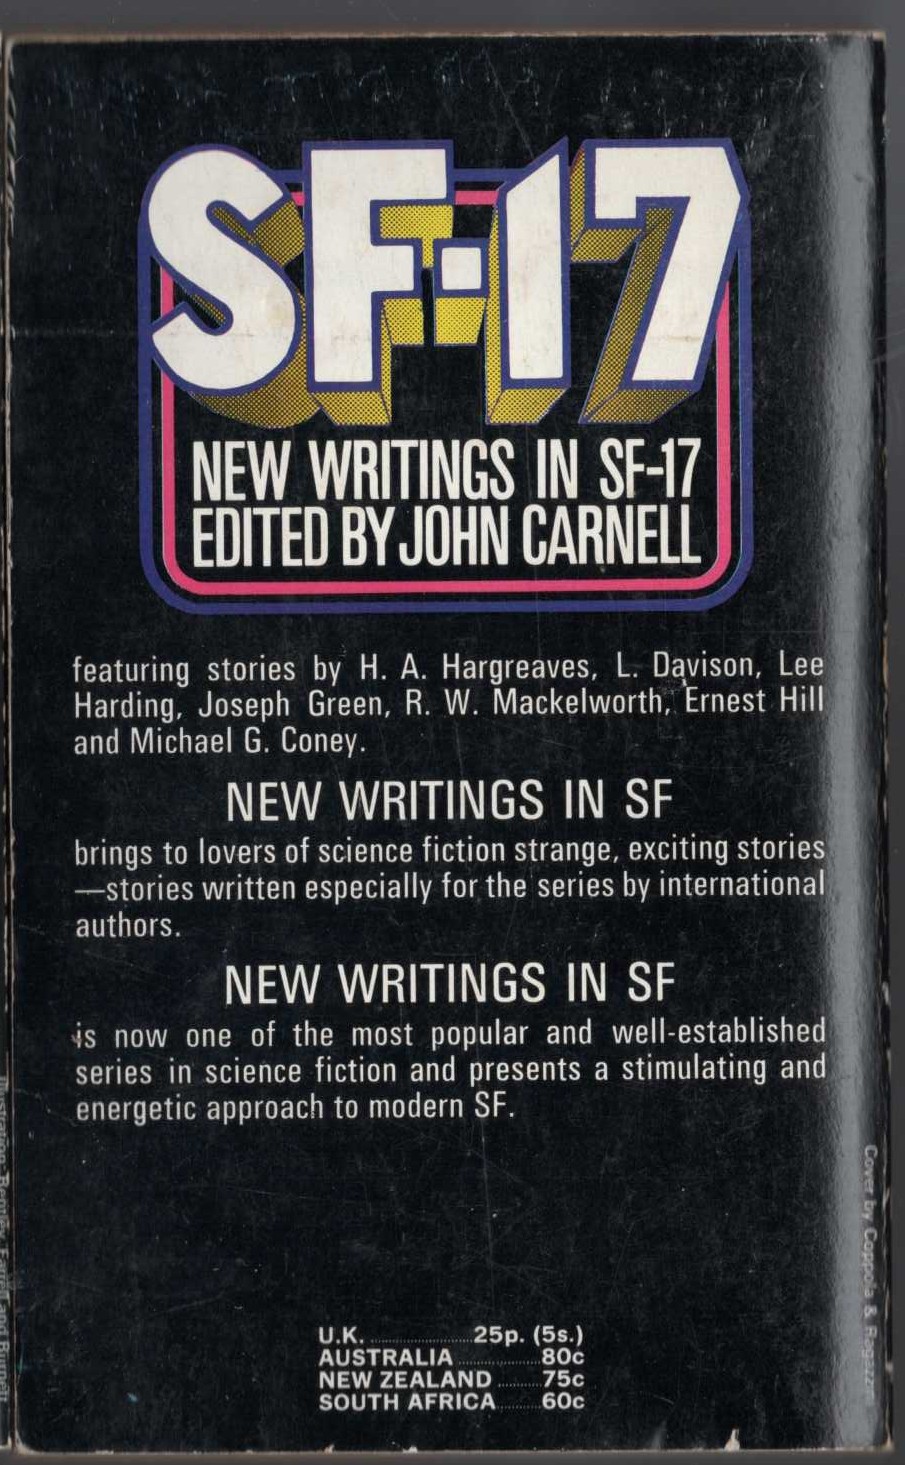 SF·17
NEW WRITINGS IN SF-17
EDITED BY JOHN CARNELL
featuring stories by H. A. Hargreaves, L. Davison, Lee
Harding, Joseph Green, R. W. Mackelworth, Ernest Hill
and Michael G. Coney.
NEW WRITINGS IN SF
brings to lovers of science fiction strange, exciting stories
—stories written especially for the series by international
authors.
NEW WRITINGS IN SF
is now one of the most popular and well-established
series in science fiction and presents a stimulating and
energetic approach to modern SF.
U.K. ........................ 25p. (5s.)
AUSTRALIA .................... 80c
NEW ZEALAND .......... 75c
SOUTH AFRICA .......... 60c
Cover by Coppola &